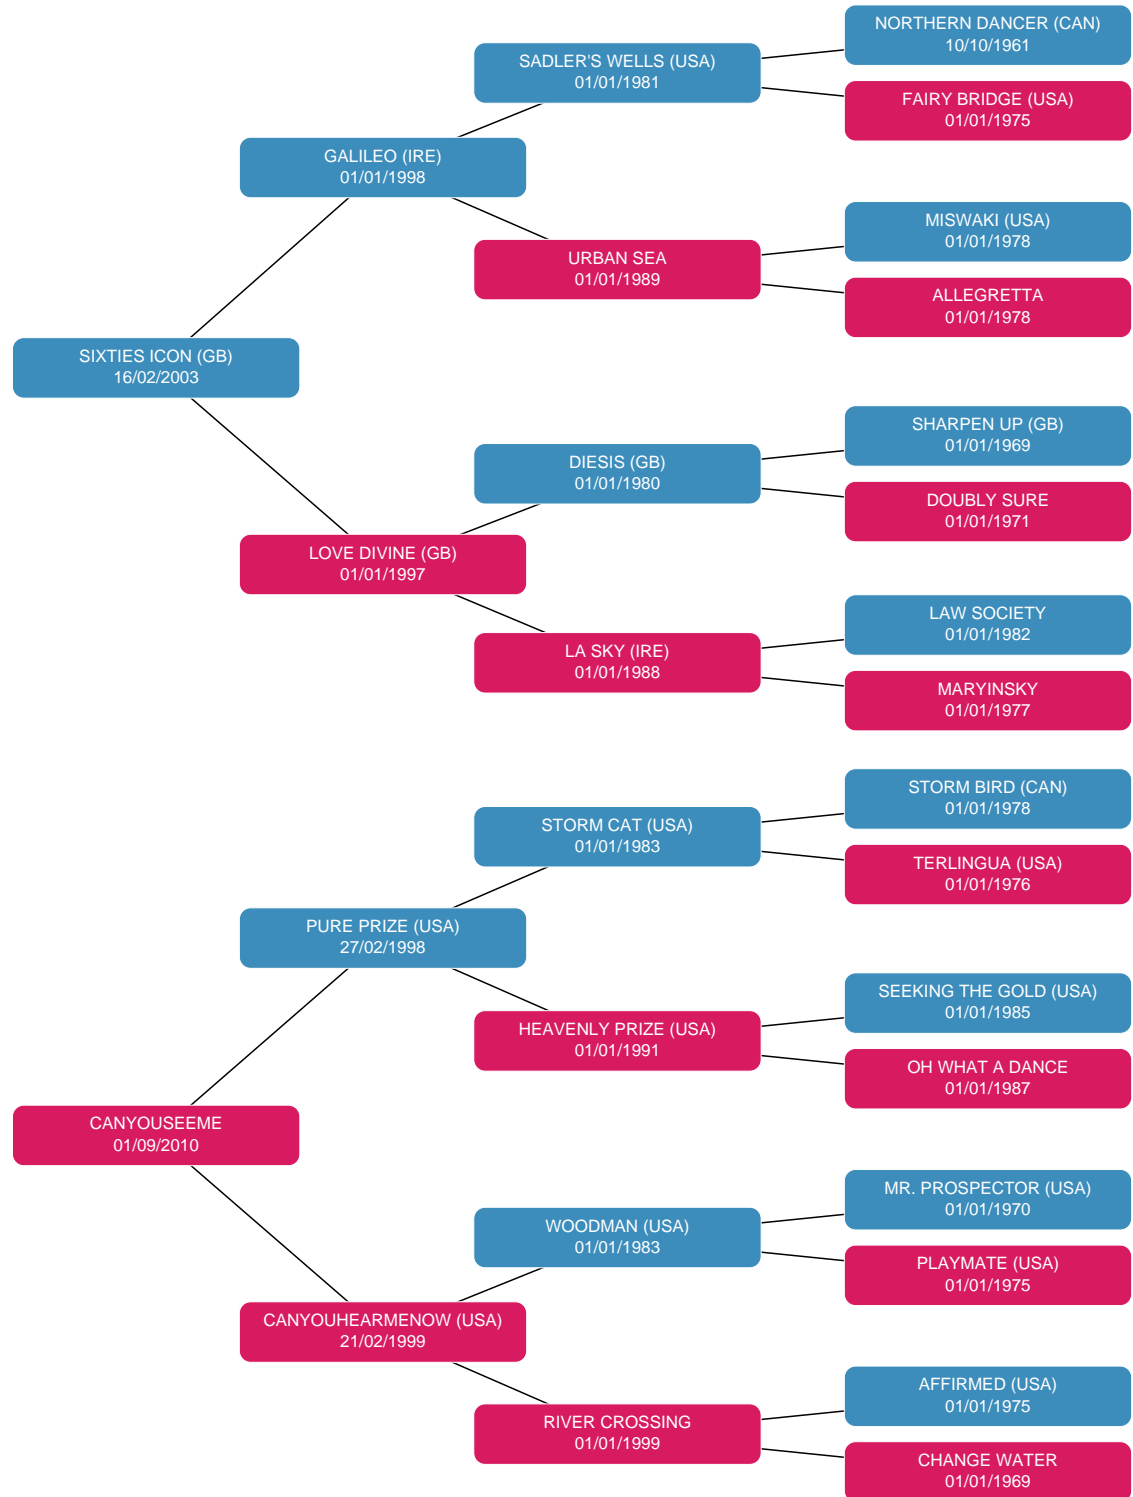 NORTHERN DANCER (CAN)
10/10/1961
SADLER'S WELLS (USA)
01/01/1981
FAIRY BRIDGE (USA)
01/01/1975
GALILEO (IRE)
01/01/1998
MISWAKI (USA)
01/01/1978
URBAN SEA
01/01/1989
ALLEGRETTA
01/01/1978
SIXTIES ICON (GB)
16/02/2003
SHARPEN UP (GB)
01/01/1969
DIESIS (GB)
01/01/1980
DOUBLY SURE
01/01/1971
LOVE DIVINE (GB)
01/01/1997
LAW SOCIETY
01/01/1982
LA SKY (IRE)
01/01/1988
MARYINSKY
01/01/1977
STORM BIRD (CAN)
01/01/1978
STORM CAT (USA)
01/01/1983
TERLINGUA (USA)
01/01/1976
PURE PRIZE (USA)
27/02/1998
SEEKING THE GOLD (USA)
01/01/1985
HEAVENLY PRIZE (USA)
01/01/1991
OH WHAT A DANCE
01/01/1987
CANYOUSEEME
01/09/2010
MR. PROSPECTOR (USA)
01/01/1970
WOODMAN (USA)
01/01/1983
PLAYMATE (USA)
01/01/1975
CANYOUHEARMENOW (USA)
21/02/1999
AFFIRMED (USA)
01/01/1975
RIVER CROSSING
01/01/1999
CHANGE WATER
01/01/1969